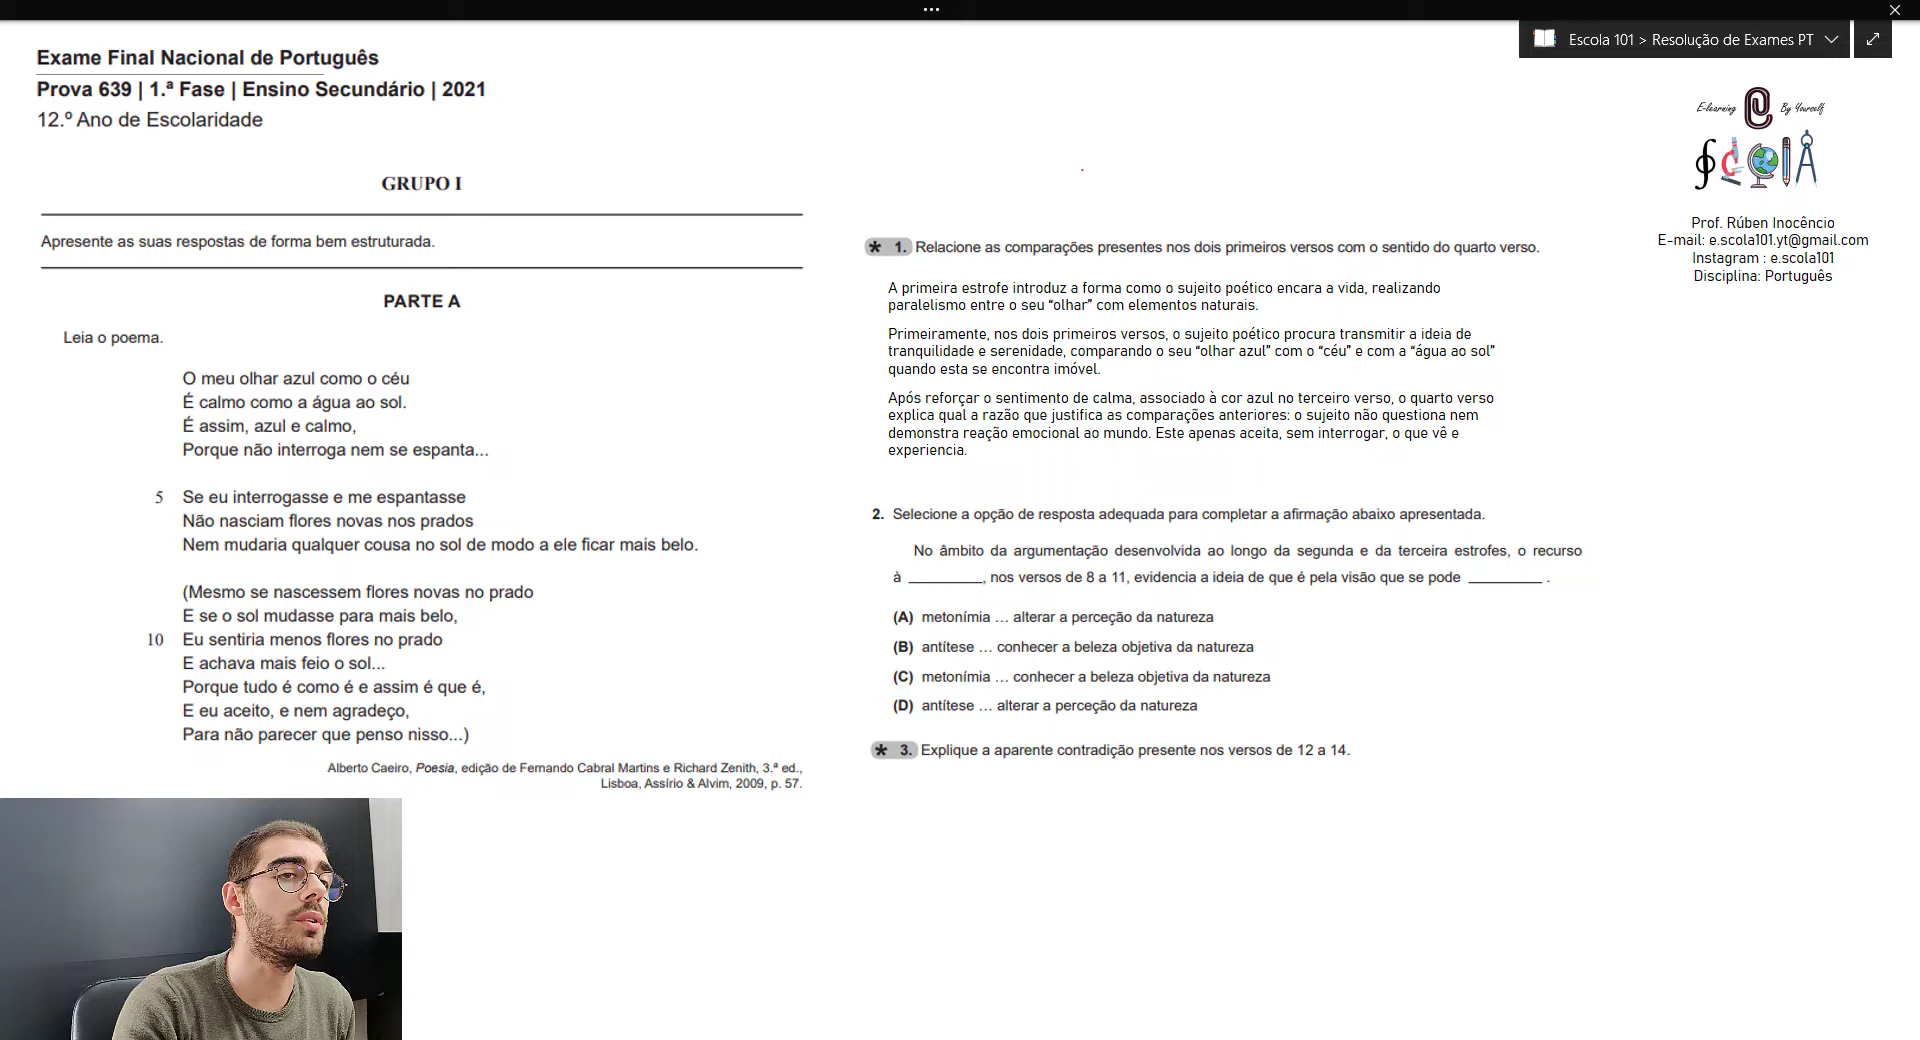 Escola 101 > Resolução de Exames PT
Exame Final Nacional de Português
Prova 639 | 1.ª Fase | Ensino Secundário | 2021
12.º Ano de Escolaridade
GRUPO I
Apresente as suas respostas de forma bem estruturada.
PARTE A
Leia o poema.
O meu olhar azul como o céu
É calmo como a água ao sol.
É assim, azul e calmo,
Porque não interroga nem se espanta...
5 Se eu interrogasse e me espantasse
Não nasciam flores novas nos prados
Nem mudaria qualquer cousa no sol de modo a ele ficar mais belo.
(Mesmo se nascessem flores novas no prado
E se o sol mudasse para mais belo,
10 Eu sentiria menos flores no prado
E achava mais feio o sol...
Porque tudo é como é e assim é que é,
E eu aceito, e nem agradeço,
Para não parecer que penso nisso...)
Alberto Caeiro, Poesia, edição de Fernando Cabral Martins e Richard Zenith, 3.ª ed.,
Lisboa, Assírio & Alvim, 2009, p. 57.
* 1. Relacione as comparações presentes nos dois primeiros versos com o sentido do quarto verso.
A primeira estrofe introduz a forma como o sujeito poético encara a vida, realizando
paralelismo entre o seu “olhar” com elementos naturais.
Primeiramente, nos dois primeiros versos, o sujeito poético procura transmitir a ideia de
tranquilidade e serenidade, comparando o seu “olhar azul” com o “céu” e com a “água ao sol”
quando esta se encontra imóvel.
Após reforçar o sentimento de calma, associado à cor azul no terceiro verso, o quarto verso
explica qual a razão que justifica as comparações anteriores: o sujeito não questiona nem
demonstra reação emocional ao mundo. Este apenas aceita, sem interrogar, o que vê e
experiencia.
2. Selecione a opção de resposta adequada para completar a afirmação abaixo apresentada.
No âmbito da argumentação desenvolvida ao longo da segunda e da terceira estrofes, o recurso
à _________, nos versos de 8 a 11, evidencia a ideia de que é pela visão que se pode _________ .
(A) metonímia … alterar a perceção da natureza
(B) antítese … conhecer a beleza objetiva da natureza
(C) metonímia … conhecer a beleza objetiva da natureza
(D) antítese … alterar a perceção da natureza
* 3. Explique a aparente contradição presente nos versos de 12 a 14.
E-learning By Yourself
Prof. Rúben Inocêncio
E-mail: e.scola101.yt@gmail.com
Instagram : e.scola101
Disciplina: Português